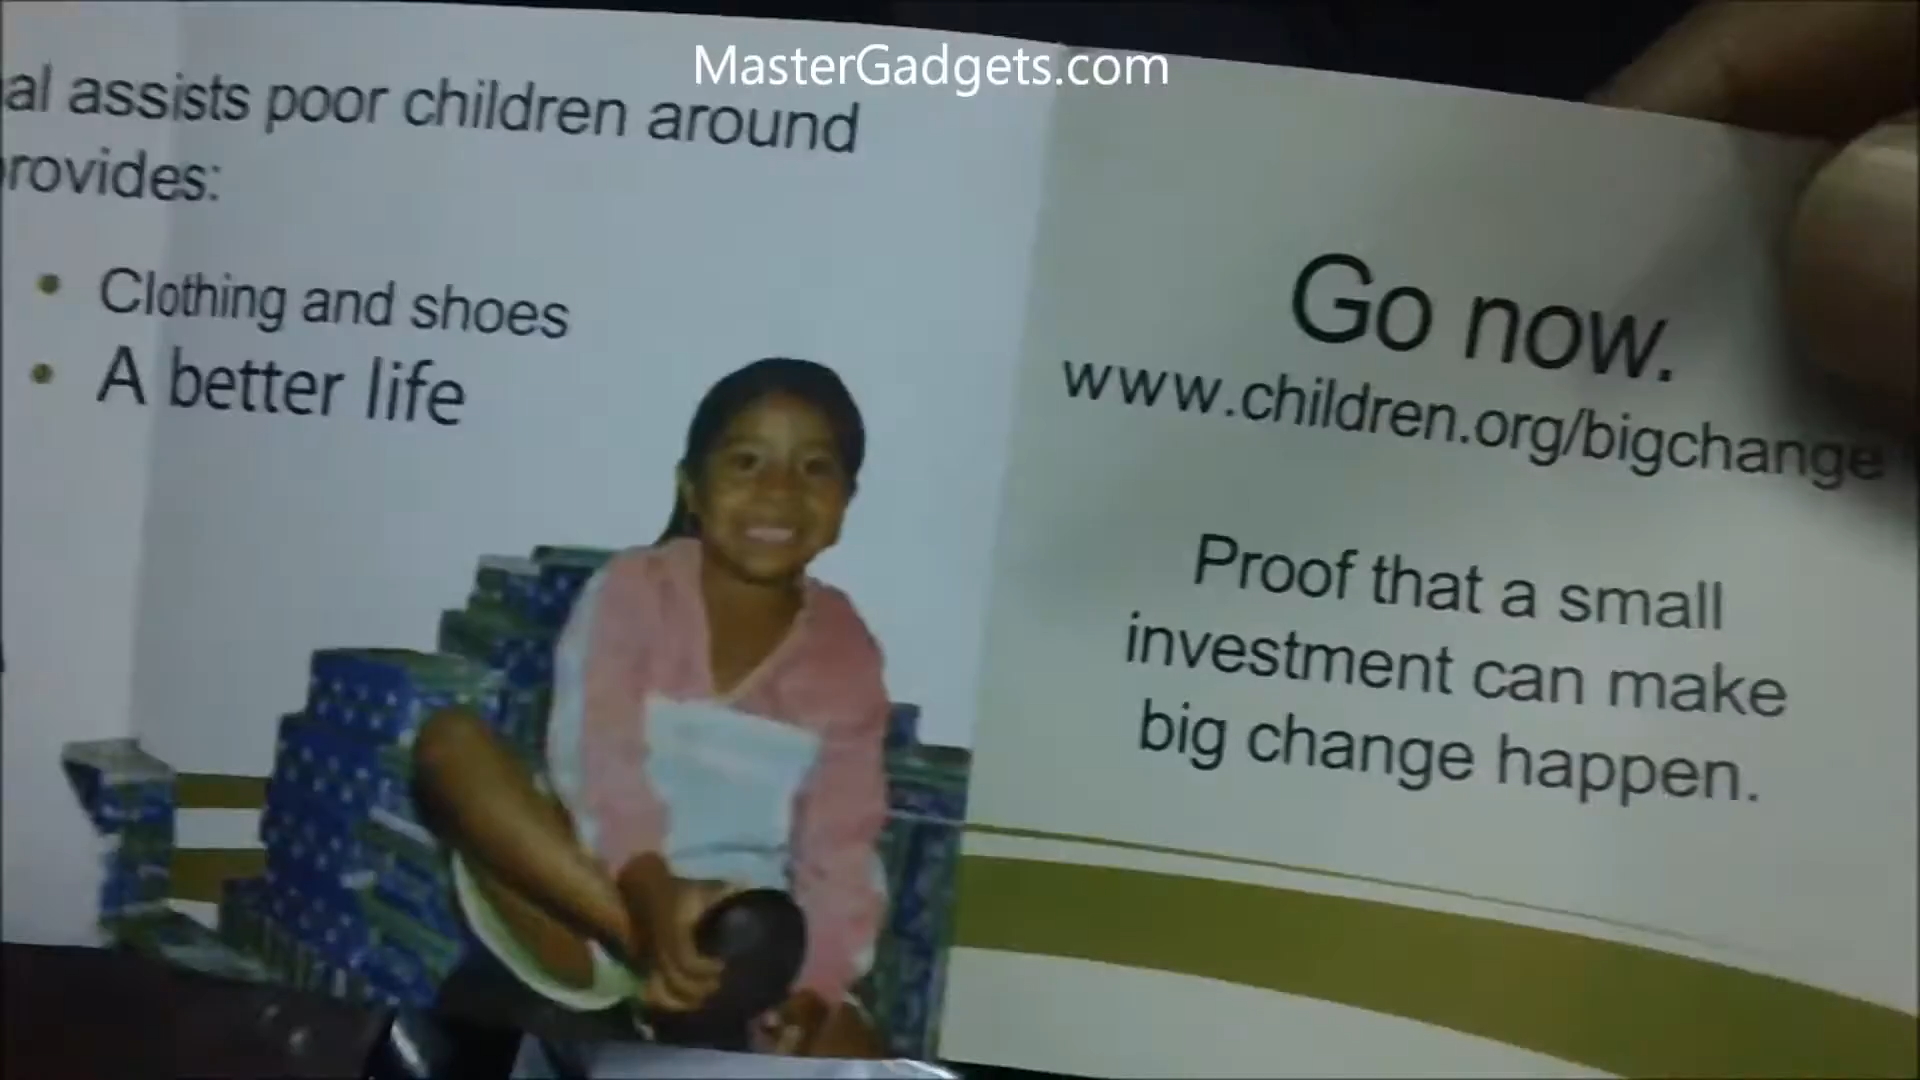 MasterGadgets.com
al assists poor children around
rovides:
• Clothing and shoes
• A better life
Go now.
www.children.org/bigchange
Proof that a small
investment can make
big change happen.